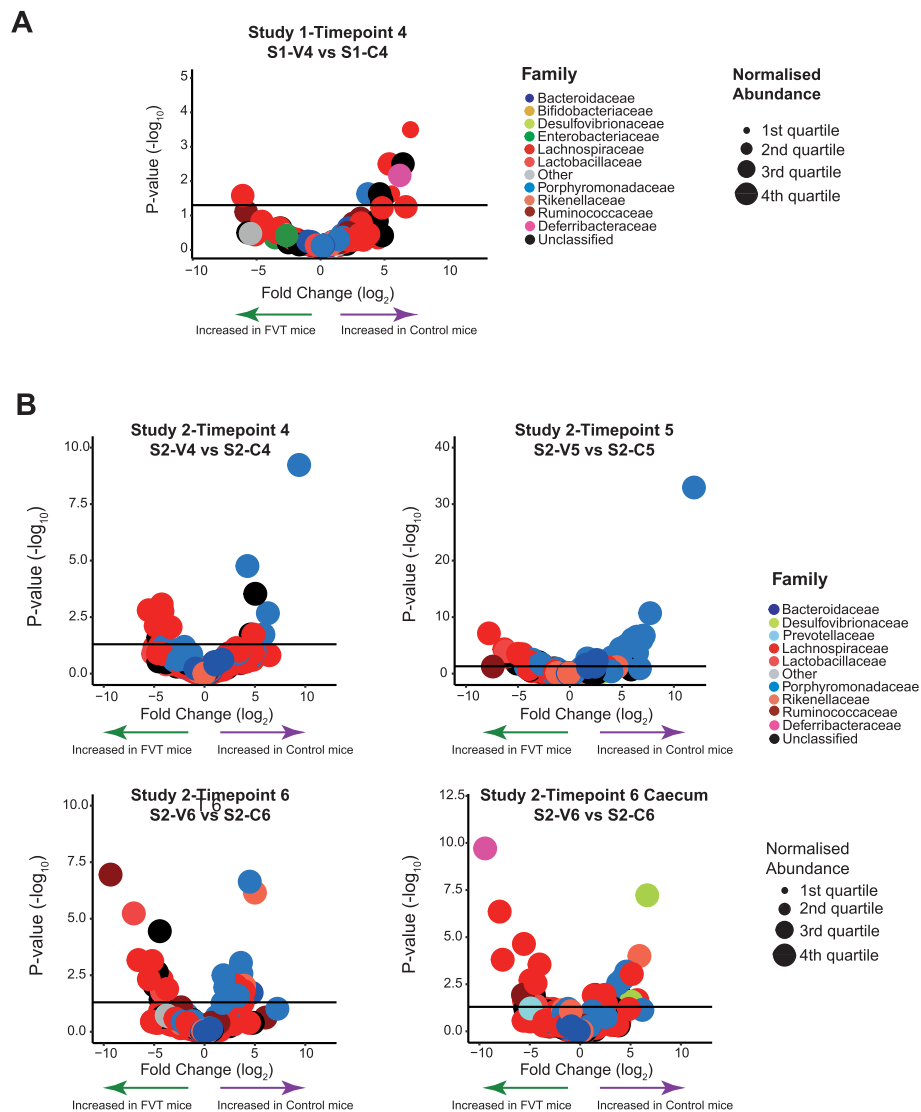 A
Study 1-Timepoint 4
S1-V4 vs S1-C4
P-value (-log10)
5
4
3
2
1
0
−10 −5 0 5 10
Fold Change (log2)
Increased in FVT mice Increased in Control mice
Family
Bacteroidaceae
Bifidobacteriaceae
Desulfovibrionaceae
Enterobacteriaceae
Lachnospiraceae
Lactobacillaceae
Other
Porphyromonadaceae
Rikenellaceae
Ruminococcaceae
Deferribacteraceae
Unclassified
Normalised
Abundance
1st quartile
2nd quartile
3rd quartile
4th quartile
B
Study 2-Timepoint 4
S2-V4 vs S2-C4
P-value (-log10)
10.0
7.5
5.0
2.5
0.0
−10 −5 0 5 10
Fold Change (log2)
Increased in FVT mice Increased in Control mice
Study 2-Timepoint 5
S2-V5 vs S2-C5
P-value (-log10)
40
30
20
10
0
−10 −5 0 5 10
Fold Change (log2)
Increased in FVT mice Increased in Control mice
Family
Bacteroidaceae
Desulfovibrionaceae
Prevotellaceae
Lachnospiraceae
Lactobacillaceae
Other
Porphyromonadaceae
Rikenellaceae
Ruminococcaceae
Deferribacteraceae
Unclassified
Study 2-Timepoint 6
T 6
S2-V6 vs S2-C6
P-value (-log10)
10.0
7.5
5.0
2.5
0.0
−10 −5 0 5 10
Fold Change (log2)
Increased in FVT mice Increased in Control mice
Study 2-Timepoint 6 Caecum
S2-V6 vs S2-C6
P-value (-log10)
12.5
10.0
7.5
5.0
2.5
0.0
−10 −5 0 5 10
Fold Change (log2)
Increased in FVT mice Increased in Control mice
Normalised
Abundance
1st quartile
2nd quartile
3rd quartile
4th quartile